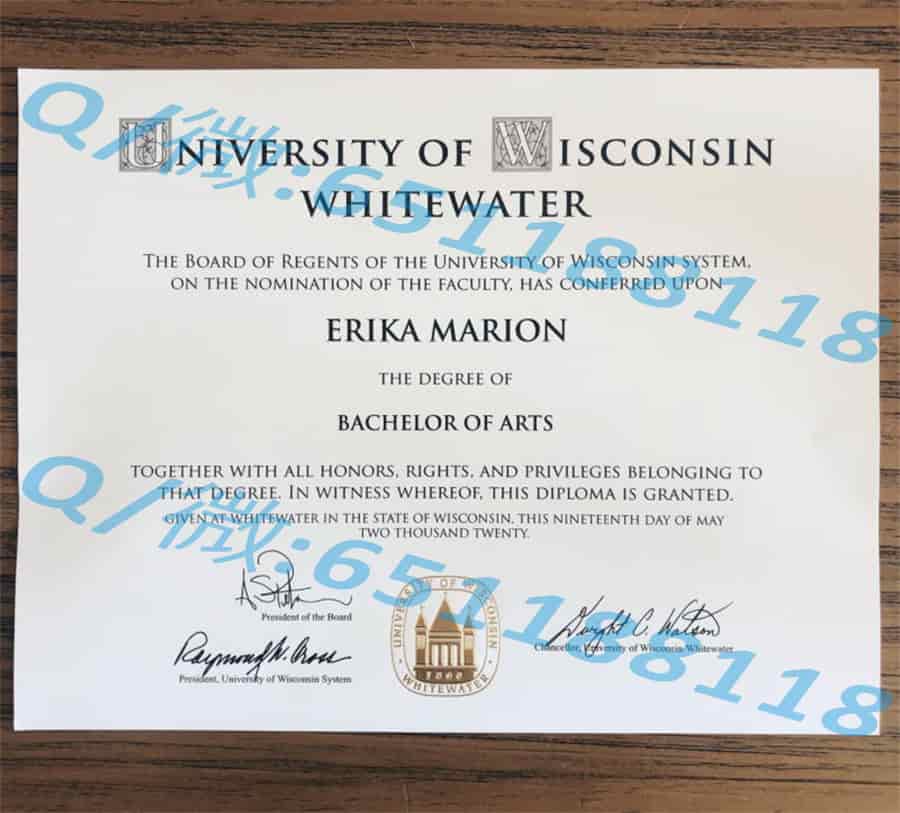 UNIVERSITY OF WISCONSIN
WHITEWATER
THE BOARD OF REGENTS OF THE UNIVERSITY OF WISCONSIN SYSTEM,
ON THE NOMINATION OF THE FACULTY, HAS CONFERRED UPON
ERIKA MARION
THE DEGREE OF
BACHELOR OF ARTS
TOGETHER WITH ALL HONORS, RIGHTS, AND PRIVILEGES BELONGING TO
THAT DEGREE. IN WITNESS WHEREOF, THIS DIPLOMA IS GRANTED.
GIVEN AT WHITEWATER IN THE STATE OF WISCONSIN, THIS NINETEENTH DAY OF MAY
TWO THOUSAND TWENTY.
President of the Board
Raymond W. Cross
President, University of Wisconsin System
UNIVERSITY OF WISCONSIN
1868
WHITEWATER
Dwight C. Watson
Chancellor, University of Wisconsin-Whitewater
Q/微:651188118
Q/微:651188118